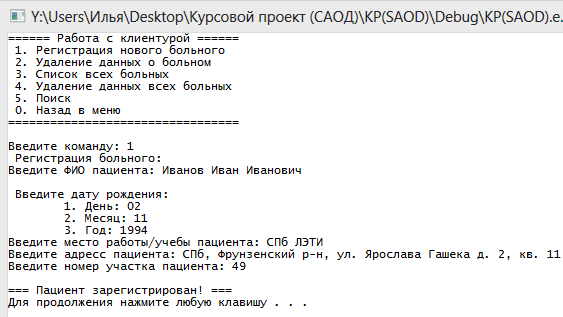 Y:\Users\Илья\Desktop\Курсовой проект (САОД)\KP(SAOD)\Debug\KP(SAOD).e
====== Работа с клиентурой ======
1. Регистрация нового больного
2. Удаление данных о больном
3. Список всех больных
4. Удаление данных всех больных
5. Поиск
0. Назад в меню
=================================
Введите команду: 1
Регистрация больного:
Введите ФИО пациента: Иванов Иван Иванович
Введите дату рождения:
1. День: 02
2. Месяц: 11
3. Год: 1994
Введите место работы/учебы пациента: СПб ЛЭТИ
Введите адресс пациента: СПб, Фрунзенский р-н, ул. Ярослава Гашека д. 2, кв. 11
Введите номер участка пациента: 49
=== Пациент зарегистрирован! ===
Для продолжения нажмите любую клавишу . . .